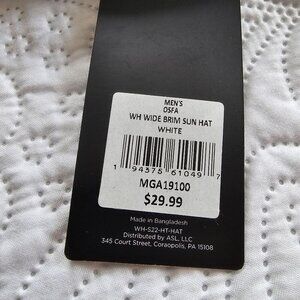 MEN'S
OSFA
WH WIDE BRIM SUN HAT
WHITE
1 94375 61049 7
MGA19100
$29.99
Made in Bangladesh
WH-S22-HT-HAT
Distributed by ASL, LLC
345 Court Street, Coraopolis, PA 15108